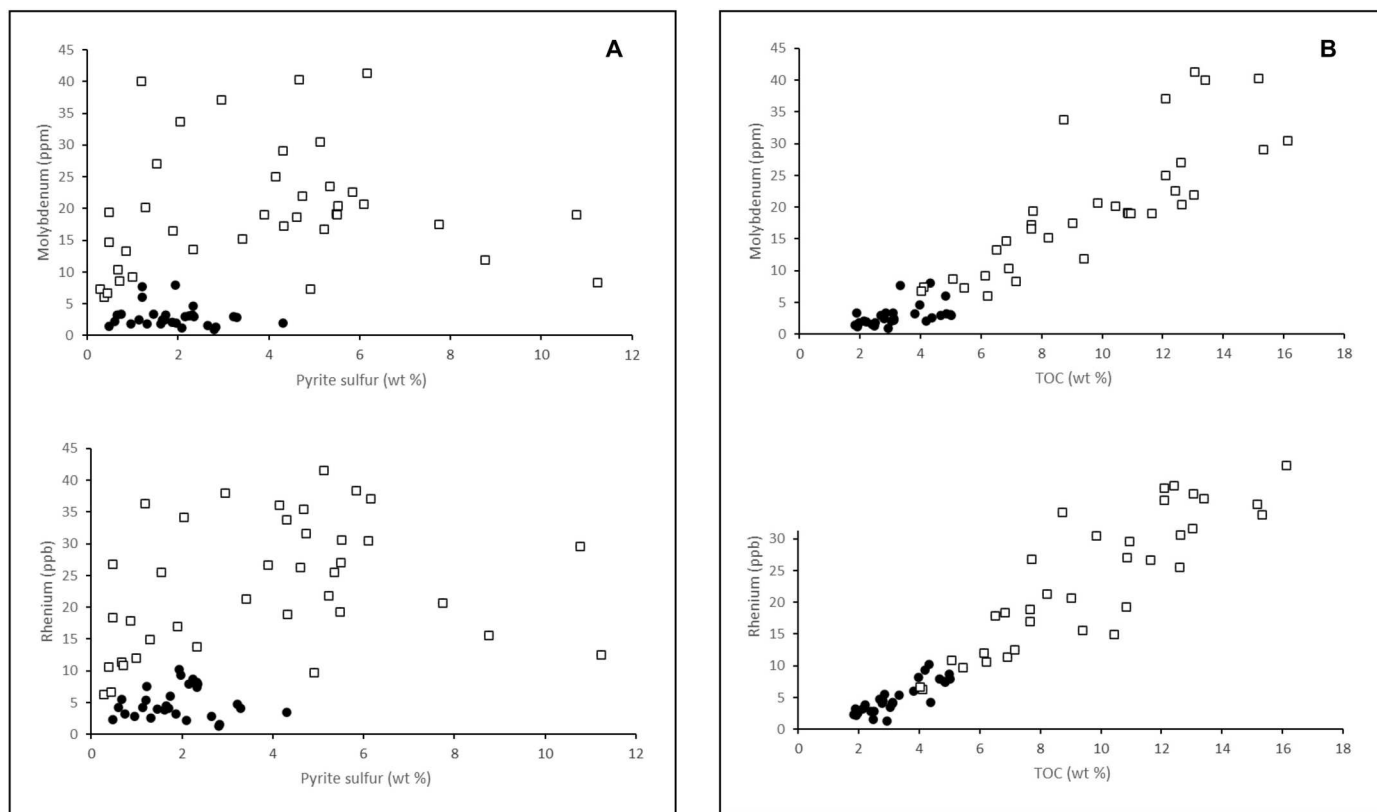 A
Molybdenum (ppm)
45
40
35
30
25
20
15
10
5
0
0 2 4 6 8 10 12
Pyrite sulfur (wt %)
Rhenium (ppb)
45
40
35
30
25
20
15
10
5
0
0 2 4 6 8 10 12
Pyrite sulfur (wt %)
B
Molybdenum (ppm)
45
40
35
30
25
20
15
10
5
0
0 2 4 6 8 10 12 14 16 18
TOC (wt %)
Rhenium (ppb)
30
25
20
15
10
5
0
0 2 4 6 8 10 12 14 16 18
TOC (wt %)